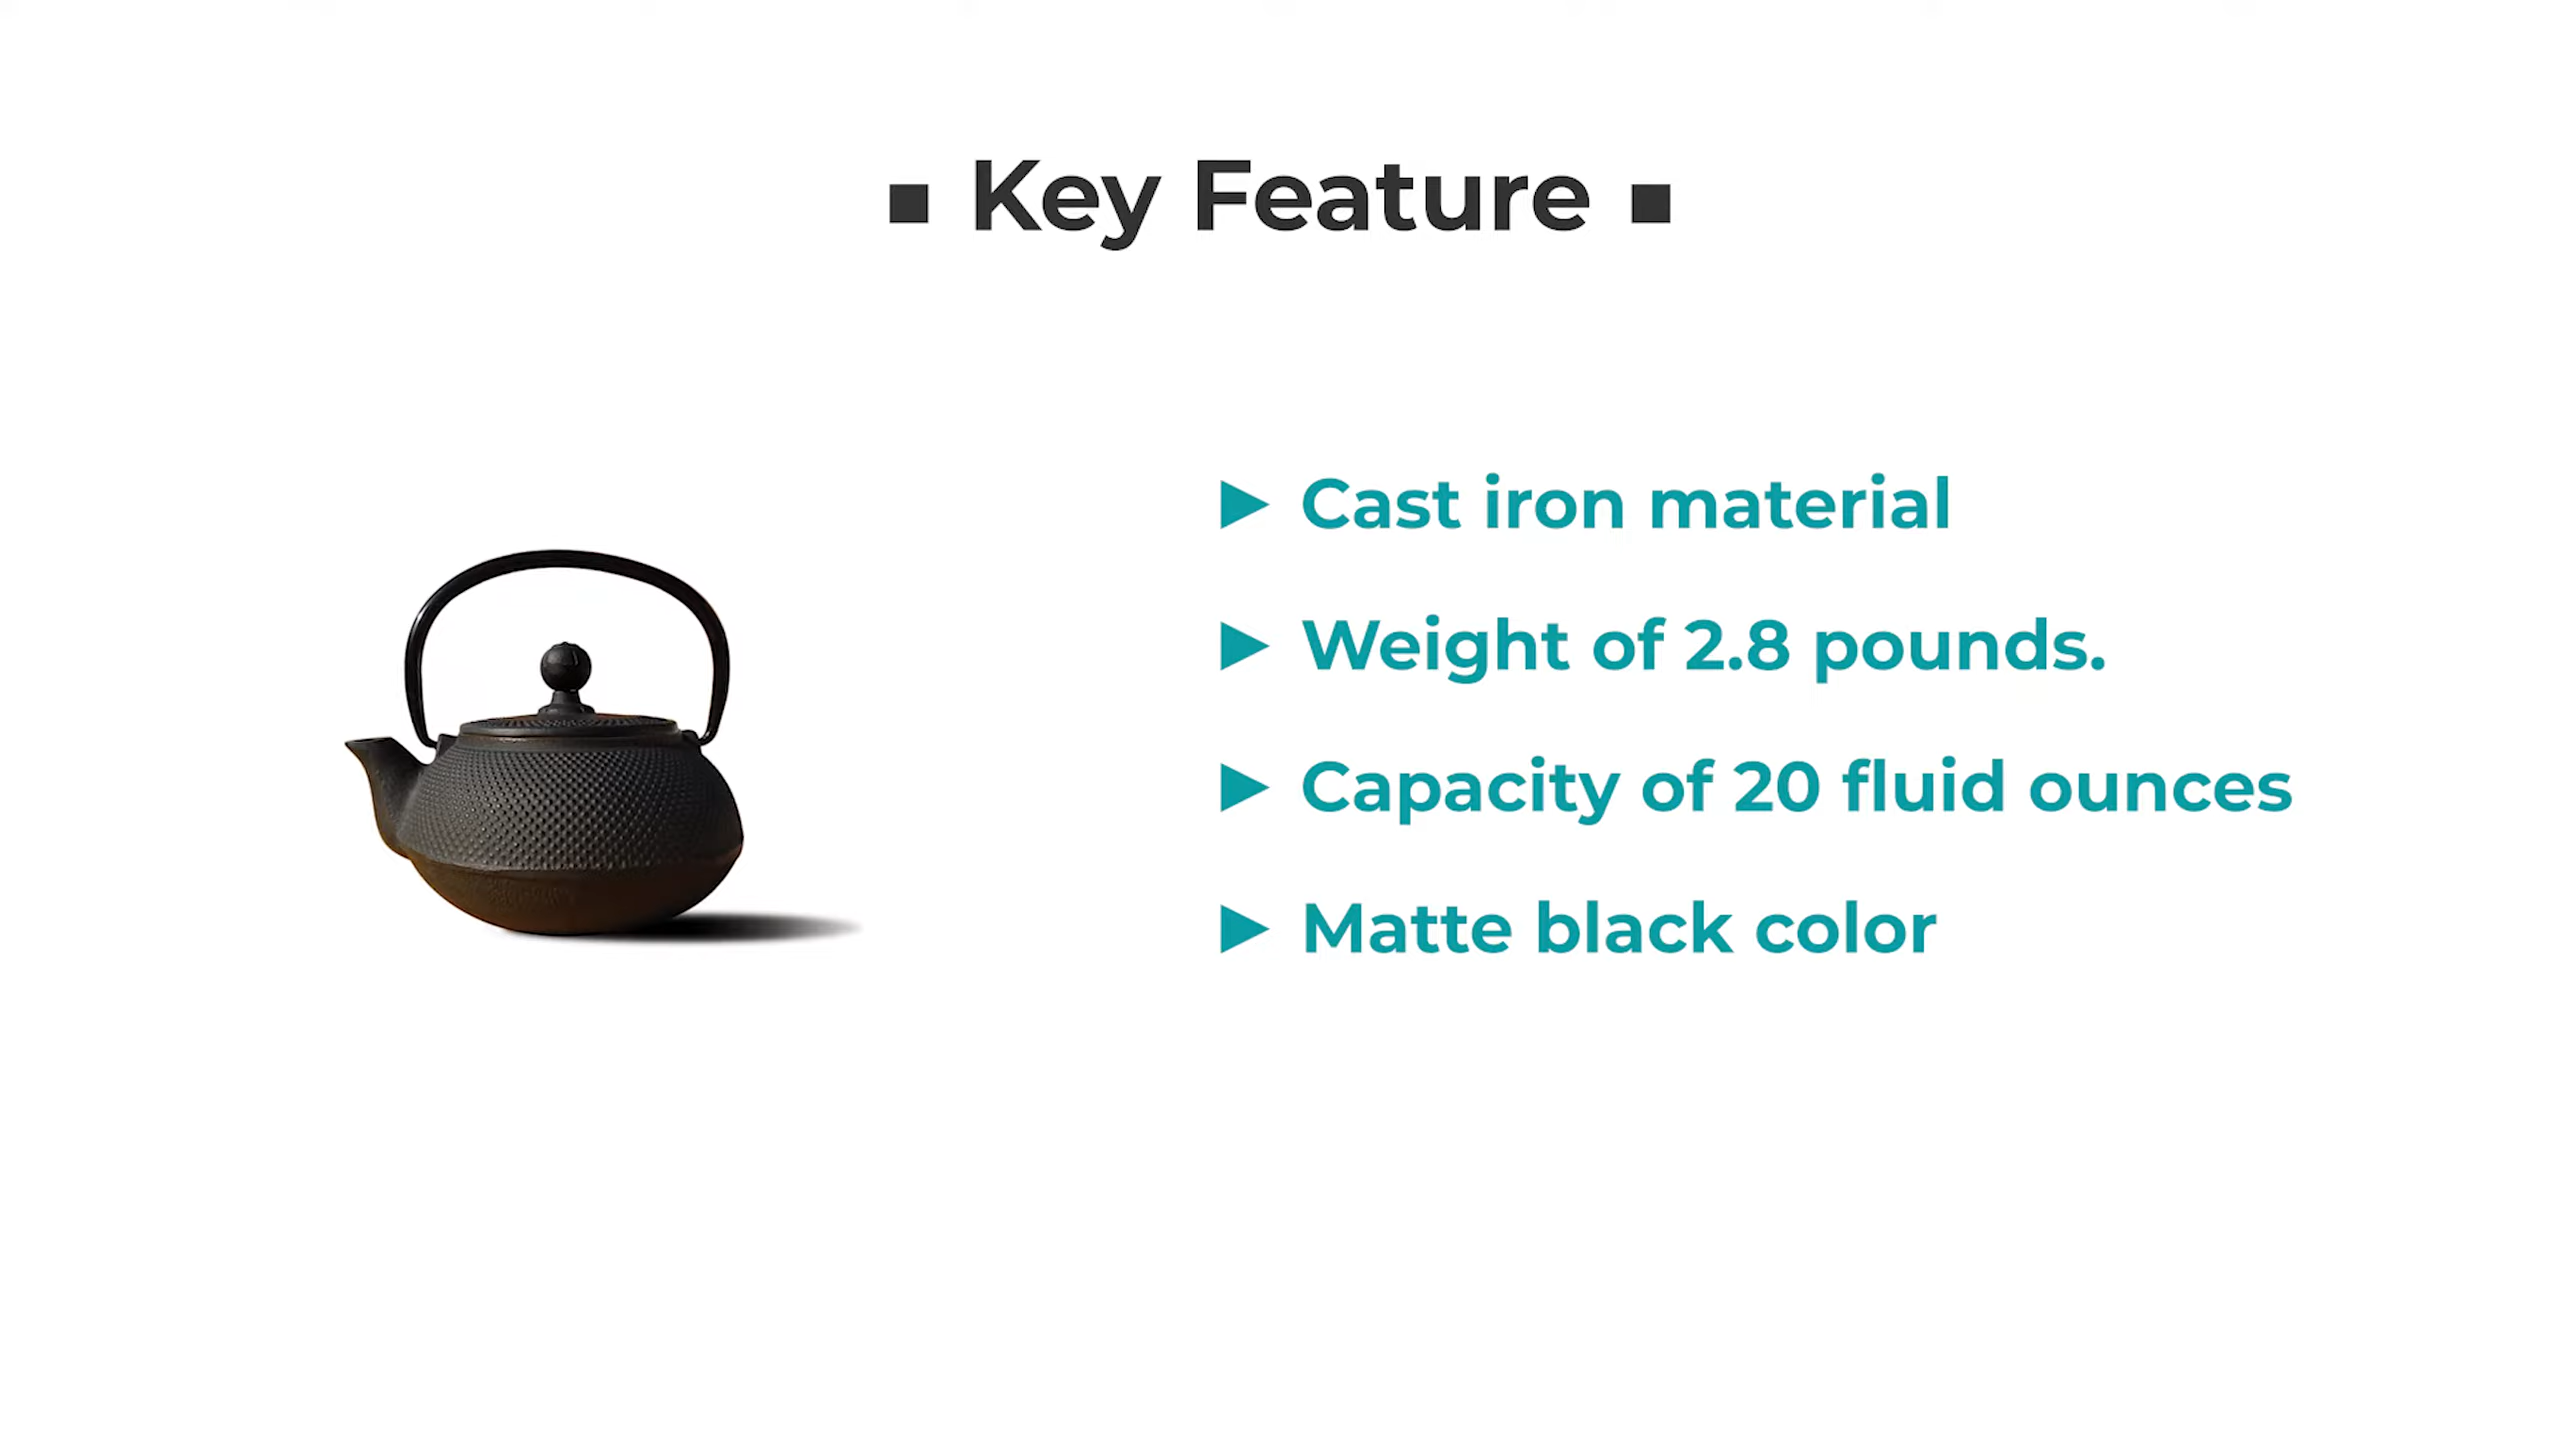 ▪ Key Feature ▪
► Cast iron material
► Weight of 2.8 pounds.
► Capacity of 20 fluid ounces
► Matte black color